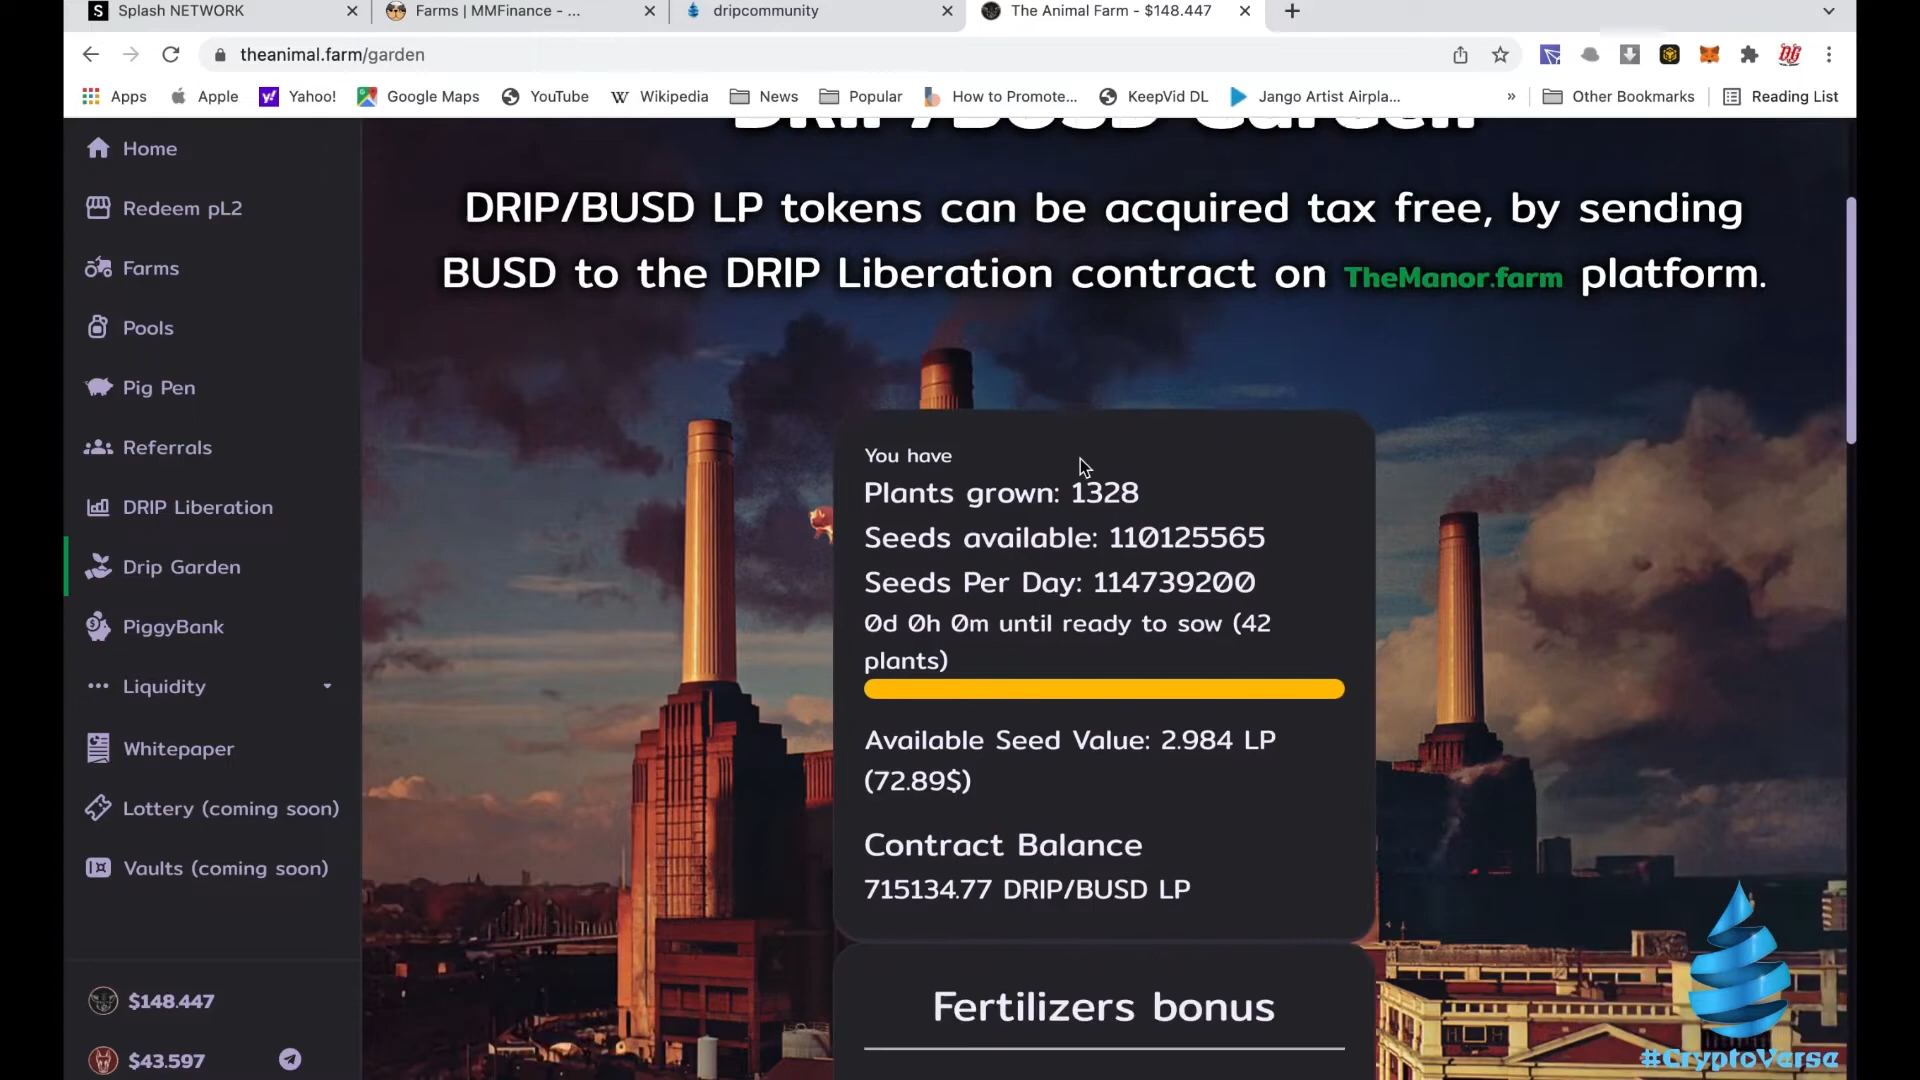 Splash NETWORK
Farms | MMFinance - ...
dripcommunity
The Animal Farm - $148.447
theanimal.farm/garden
Apps
Apple
Yahoo!
Google Maps
YouTube
Wikipedia
News
Popular
How to Promote...
KeepVid DL
Jango Artist Airpla...
»
Other Bookmarks
Reading List
DRIP/BUSD Garden
DRIP/BUSD LP tokens can be acquired tax free, by sending
BUSD to the DRIP Liberation contract on TheManor.farm platform.
Home
Redeem pL2
Farms
Pools
Pig Pen
Referrals
DRIP Liberation
Drip Garden
PiggyBank
Liquidity
Whitepaper
Lottery (coming soon)
Vaults (coming soon)
$148.447
$43.597
You have
Plants grown: 1328
Seeds available: 110125565
Seeds Per Day: 114739200
0d 0h 0m until ready to sow (42
plants)
Available Seed Value: 2.984 LP
(72.89$)
Contract Balance
715134.77 DRIP/BUSD LP
Fertilizers bonus
#CryptoVerse